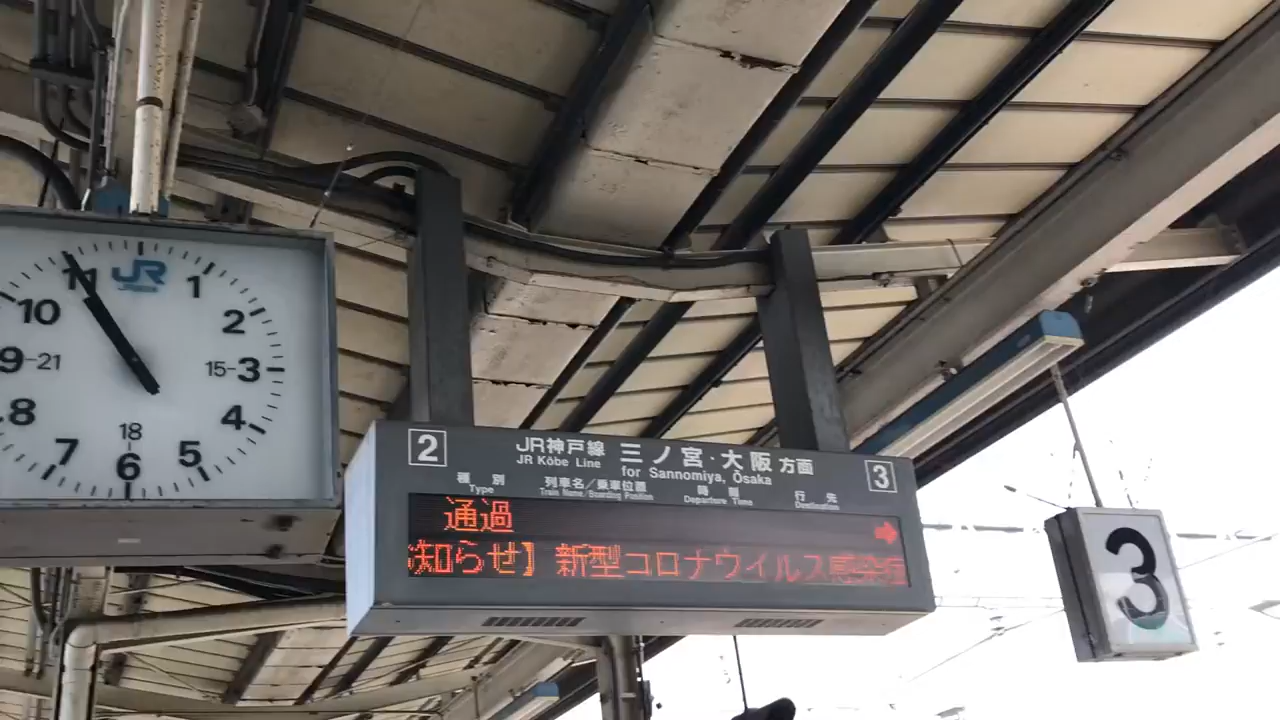 JR
11
1
10
2
9-21
15-3
8
4
7
18
6
5
2
JR神戸線 三ノ宮・大阪 方面
JR Kōbe Line for Sannomiya, Ōsaka
3
種別 列車名/乗車位置 時刻 行先
Type Train Name/Boarding Position Departure Time Destination
通過 →
知らせ】新型コロナウイルス感染症
3